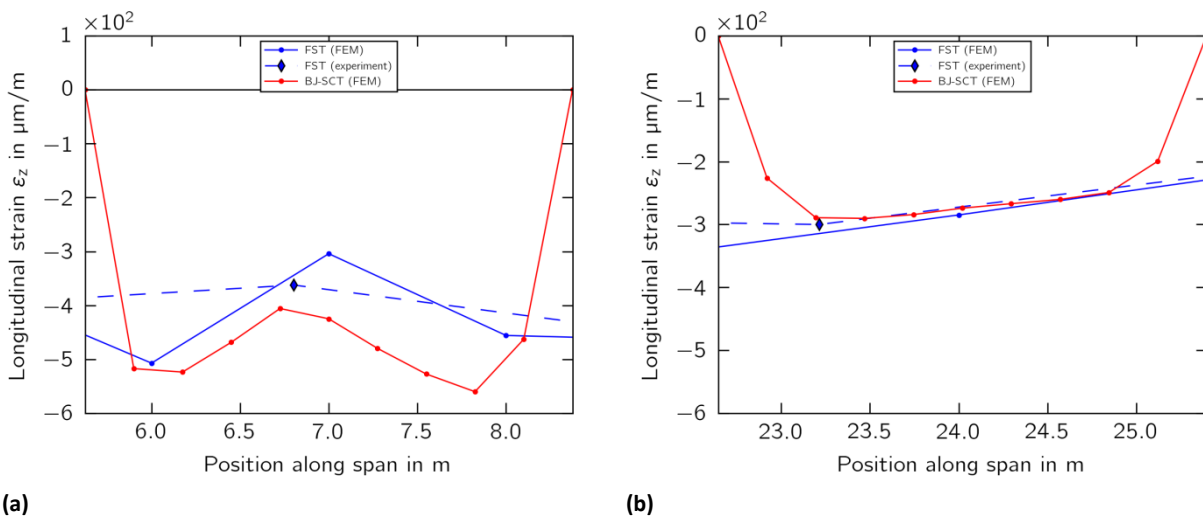 ×10²
1
0
−1
−2
−3
−4
−5
−6
Longitudinal strain εz in μm/m
FST (FEM)
FST (experiment)
BJ-SCT (FEM)
6.0 6.5 7.0 7.5 8.0
Position along span in m
(a)
×10²
0
−1
−2
−3
−4
−5
−6
Longitudinal strain εz in μm/m
FST (FEM)
FST (experiment)
BJ-SCT (FEM)
23.0 23.5 24.0 24.5 25.0
Position along span in m
(b)